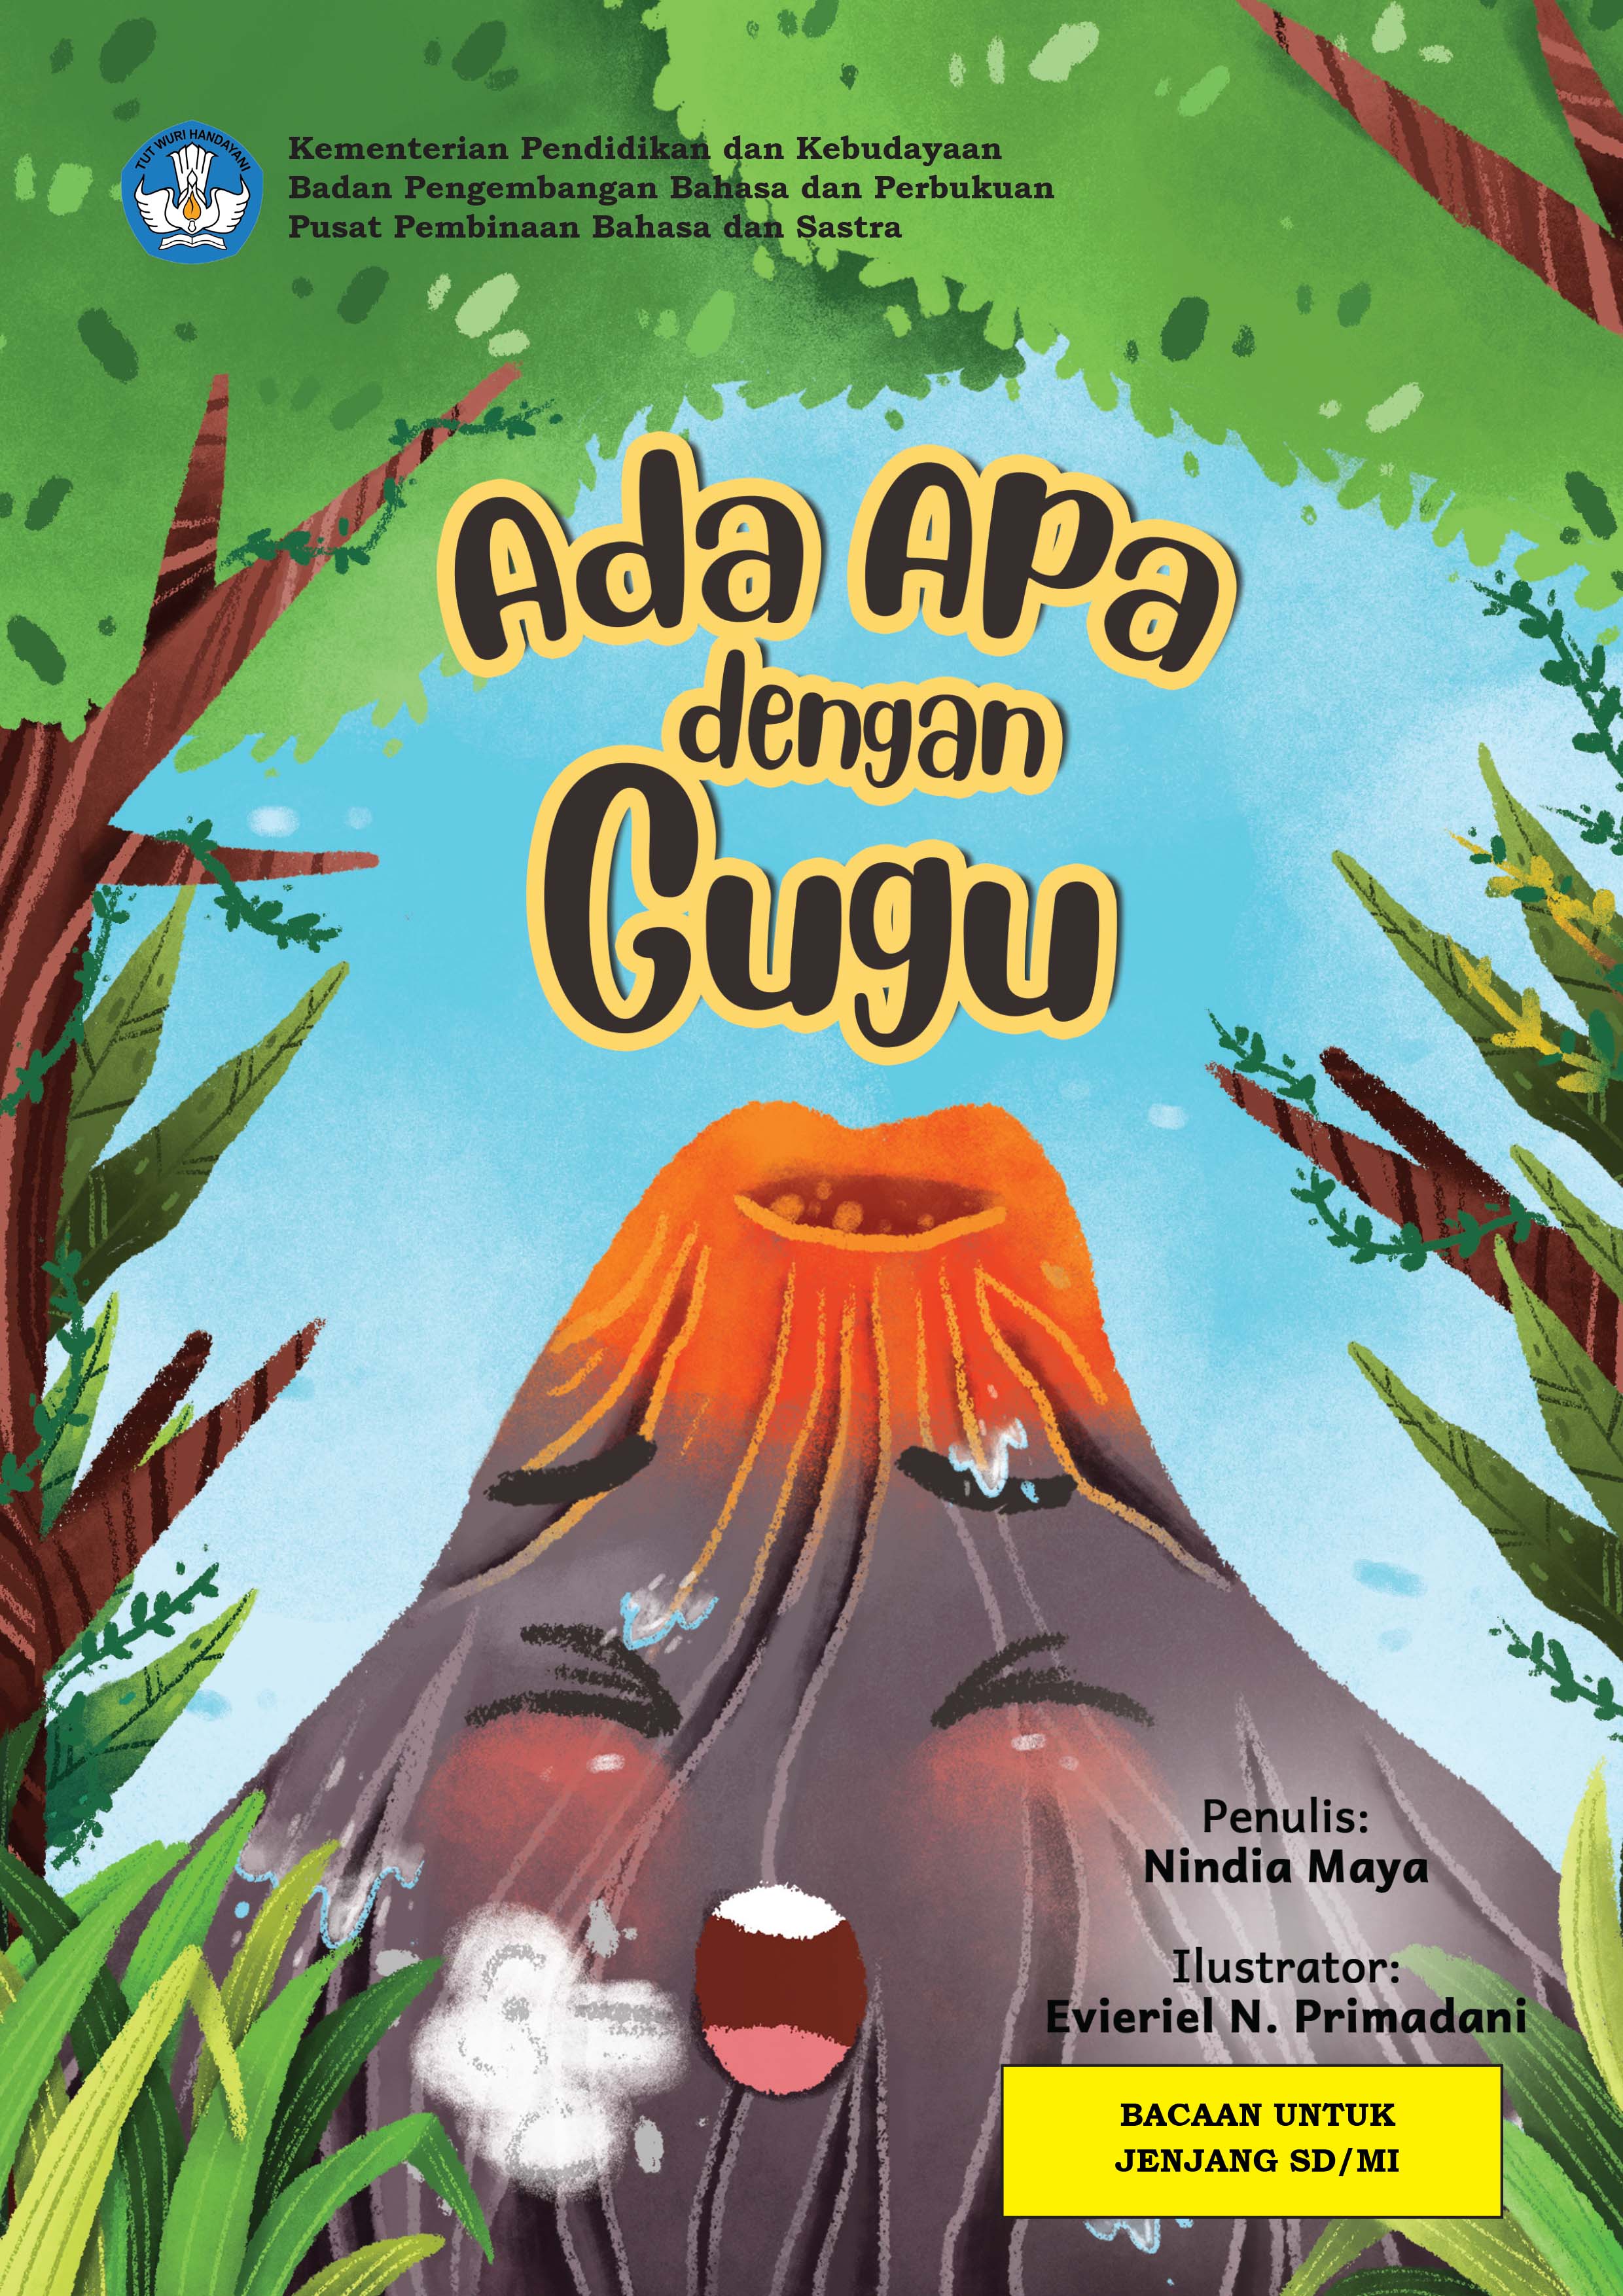 TUT WURI HANDAYANI
Kementerian Pendidikan dan Kebudayaan
Badan Pengembangan Bahasa dan Perbukuan
Pusat Pembinaan Bahasa dan Sastra
Ada Apa
dengan
Gugu
Penulis:
Nindia Maya
Ilustrator:
Evieriel N. Primadani
BACAAN UNTUK
JENJANG SD/MI